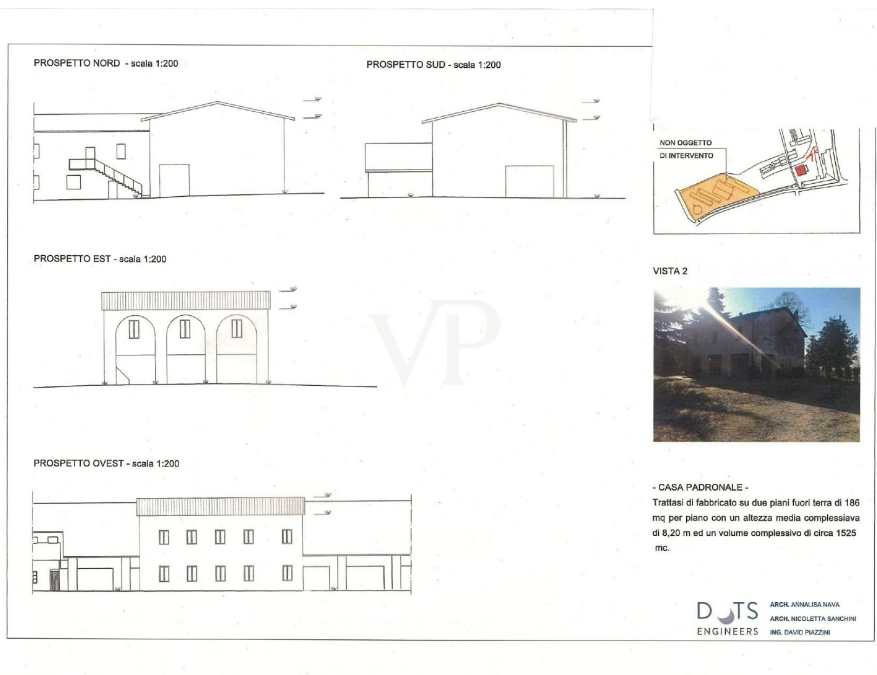 PROSPETTO NORD - scala 1:200
PROSPETTO SUD - scala 1:200
NON OGGETTO
DI INTERVENTO
PROSPETTO EST - scala 1:200
VISTA 2
VP
PROSPETTO OVEST - scala 1:200
- CASA PADRONALE -
Trattasi di fabbricato su due piani fuori terra di 186
mq per piano con un altezza media complessiava
di 8,20 m ed un volume complessivo di circa 1525
mc.
DOTS
ENGINEERS
ARCH. ANNALISA NAVA
ARCH. NICOLETTA SANCHINI
ING. DAVID PIAZZINI